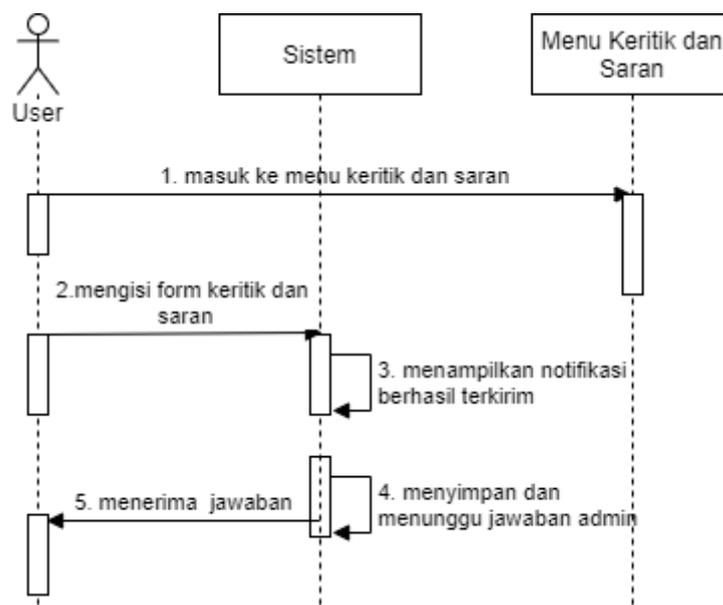 User
Sistem
Menu Keritik dan
Saran
1. masuk ke menu keritik dan saran
2.mengisi form keritik dan
saran
3. menampilkan notifikasi
berhasil terkirim
4. menyimpan dan
menunggu jawaban admin
5. menerima jawaban